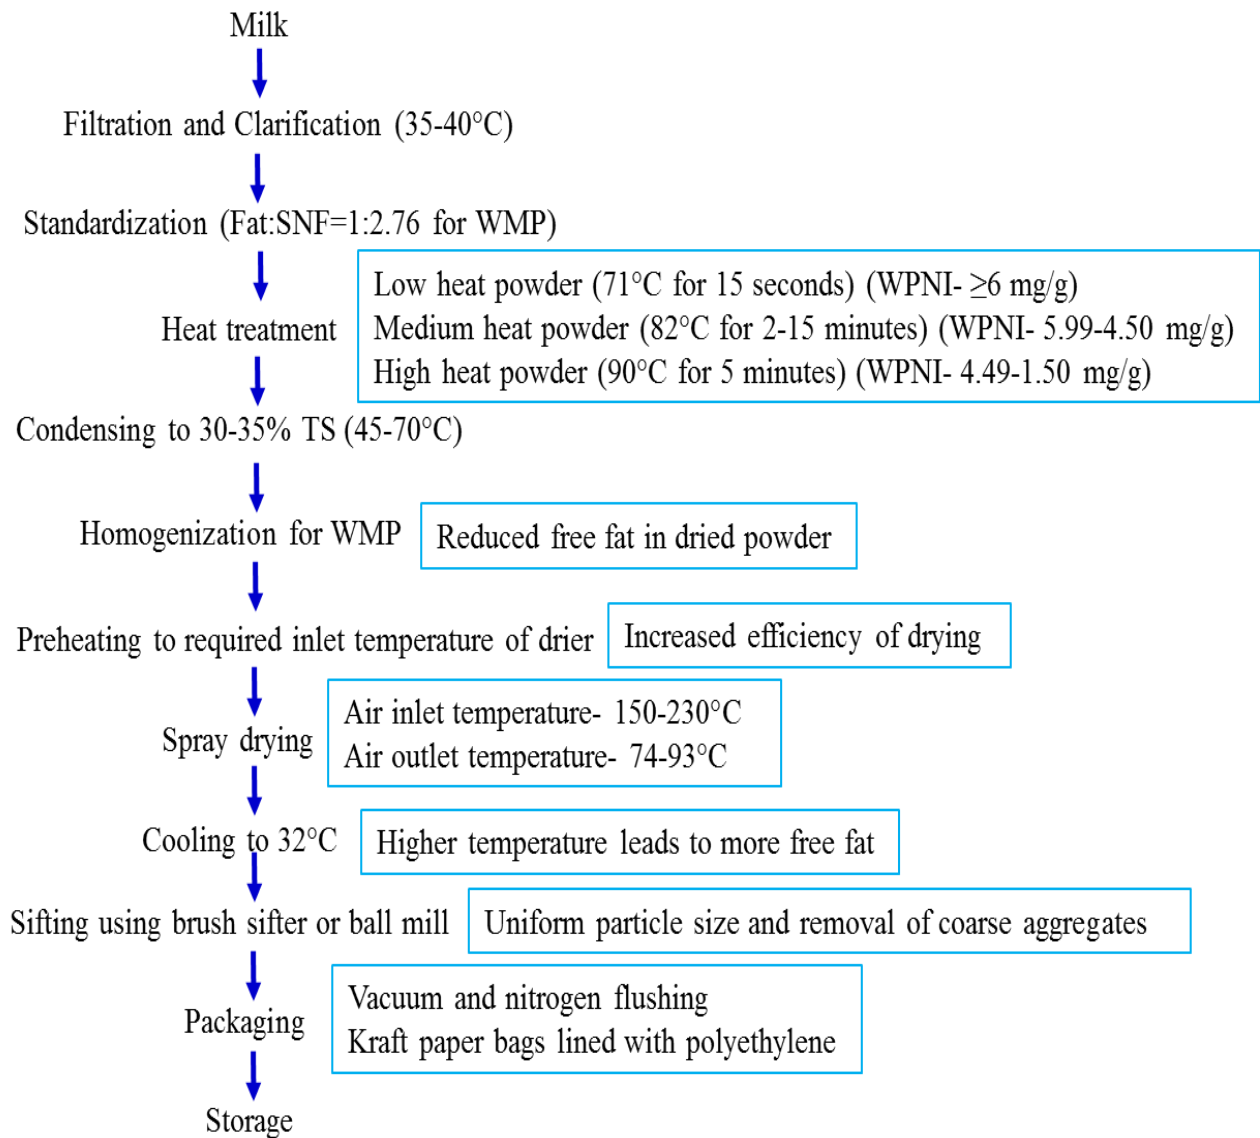 Milk
Filtration and Clarification (35-40°C)
Standardization (Fat:SNF=1:2.76 for WMP)
Heat treatment
Low heat powder (71°C for 15 seconds) (WPNI- ≥6 mg/g)
Medium heat powder (82°C for 2-15 minutes) (WPNI- 5.99-4.50 mg/g)
High heat powder (90°C for 5 minutes) (WPNI- 4.49-1.50 mg/g)
Condensing to 30-35% TS (45-70°C)
Homogenization for WMP
Reduced free fat in dried powder
Preheating to required inlet temperature of drier
Increased efficiency of drying
Spray drying
Air inlet temperature- 150-230°C
Air outlet temperature- 74-93°C
Cooling to 32°C
Higher temperature leads to more free fat
Sifting using brush sifter or ball mill
Uniform particle size and removal of coarse aggregates
Packaging
Vacuum and nitrogen flushing
Kraft paper bags lined with polyethylene
Storage